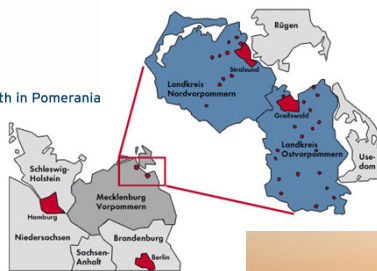 th in Pomerania
Rügen
Stralsund
Landkreis
Nordvorpommern
Greifswald
Landkreis
Ostvorpommern
Use-
dom
Schleswig-
Holstein
Hamburg
Mecklenburg
Vorpommern
Niedersachsen
Brandenburg
Sachsen-
Anhalt
Berlin